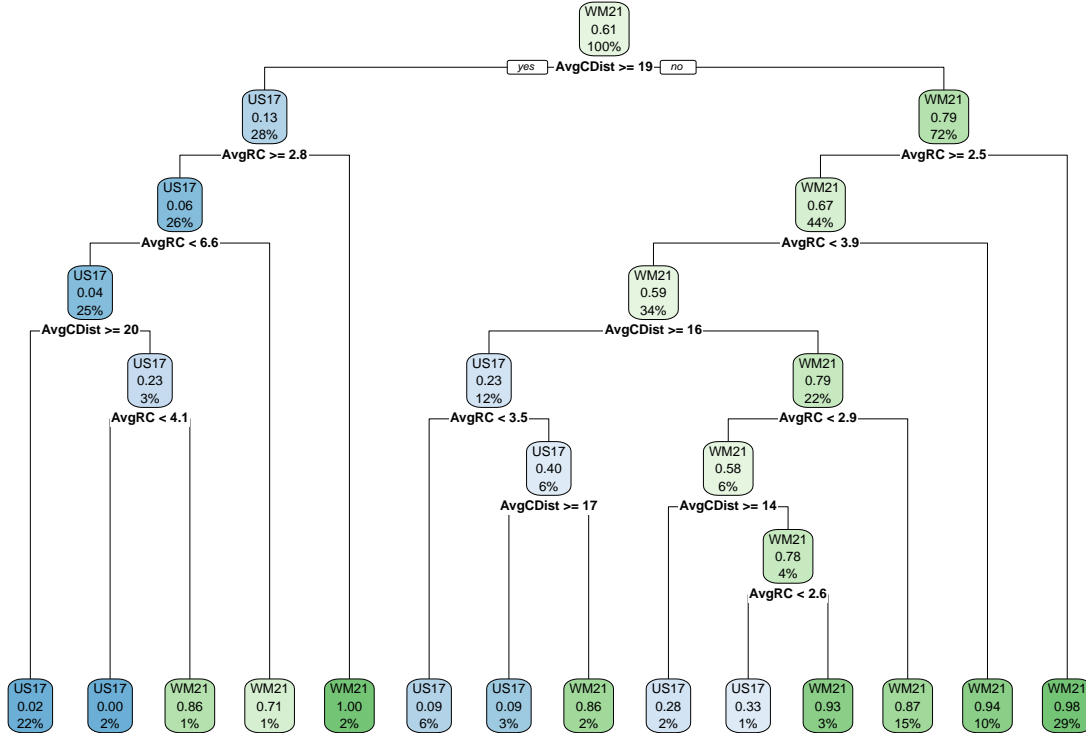 WM21
0.61
100%
yes
AvgCDist >= 19
no
US17
0.13
28%
WM21
0.79
72%
AvgRC >= 2.8
AvgRC >= 2.5
US17
0.06
26%
WM21
0.67
44%
AvgRC < 6.6
AvgRC < 3.9
US17
0.04
25%
WM21
0.59
34%
AvgCDist >= 20
AvgCDist >= 16
US17
0.23
3%
US17
0.23
12%
WM21
0.79
22%
AvgRC < 4.1
AvgRC < 3.5
AvgRC < 2.9
US17
0.40
6%
WM21
0.58
6%
AvgCDist >= 17
AvgCDist >= 14
WM21
0.78
4%
AvgRC < 2.6
US17
0.02
22%
US17
0.00
2%
WM21
0.86
1%
WM21
0.71
1%
WM21
1.00
2%
US17
0.09
6%
US17
0.09
3%
WM21
0.86
2%
US17
0.28
2%
US17
0.33
1%
WM21
0.93
3%
WM21
0.87
15%
WM21
0.94
10%
WM21
0.98
29%